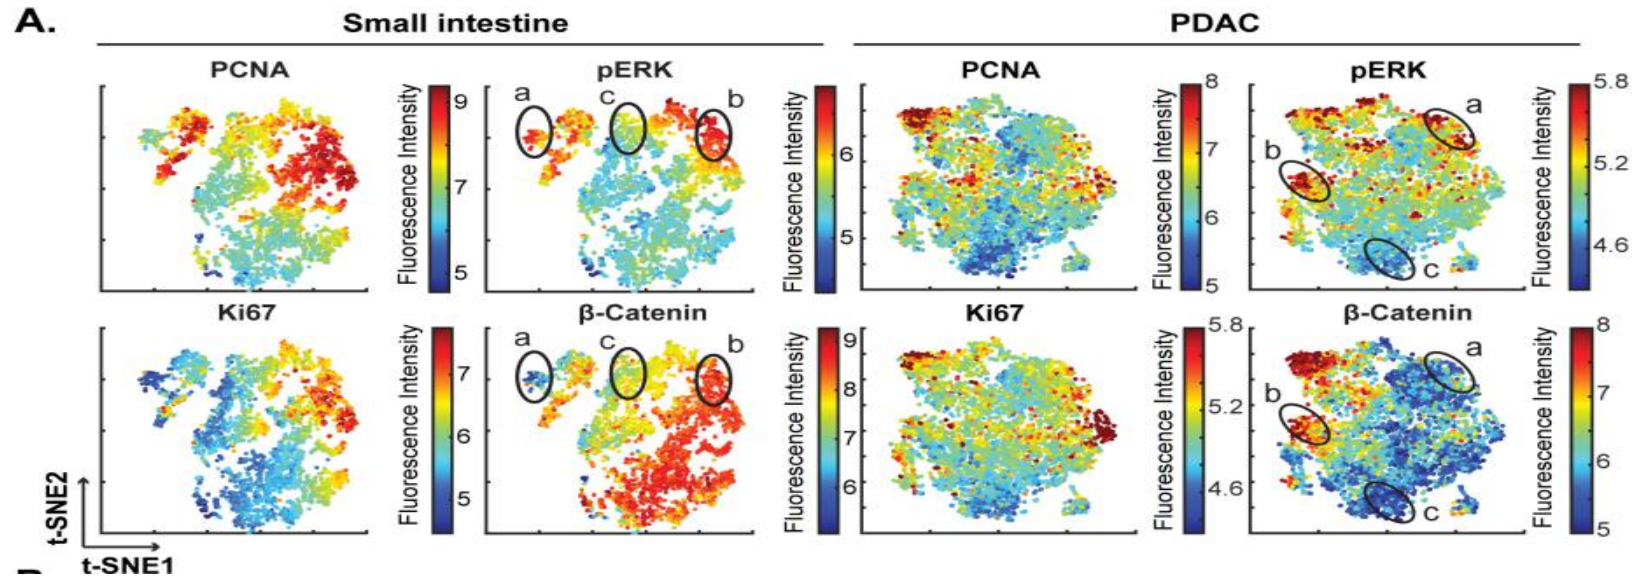 A.
Small intestine
PDAC
PCNA
pERK
PCNA
pERK
a
c
b
a
b
c
Fluorescence Intensity
9
7
5
Fluorescence Intensity
6
5
Fluorescence Intensity
8
7
6
5
Fluorescence Intensity
5.8
5.2
4.6
Ki67
β-Catenin
Ki67
β-Catenin
a
c
b
a
b
c
Fluorescence Intensity
7
6
5
Fluorescence Intensity
9
8
7
6
Fluorescence Intensity
5.8
5.2
4.6
Fluorescence Intensity
8
7
6
5
t-SNE2
t-SNE1